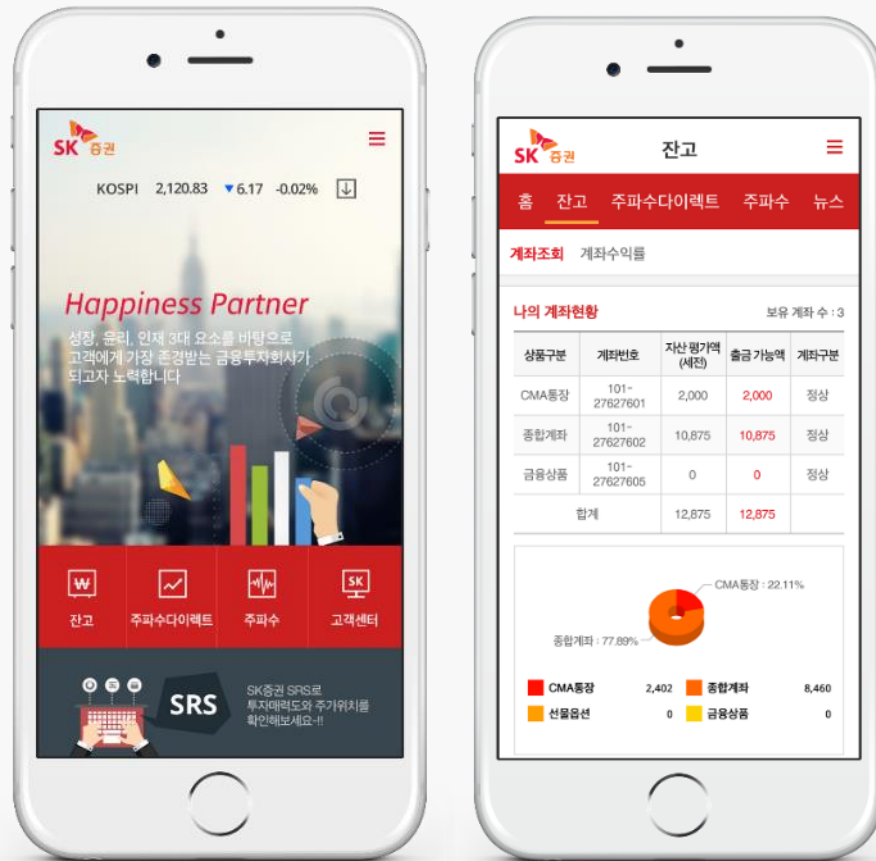 SK 증권
KOSPI 2,120.83 ▼6.17 -0.02%
Happiness Partner
성장, 윤리, 인재 3대 요소를 바탕으로
고객에게 가장 존경받는 금융투자회사가
되고자 노력합니다
SK
잔고 주파수다이렉트 주파수 고객센터
SRS
SK증권 SRS로
투자매력도와 주가위치를
확인해보세요~!!
SK 증권 잔고
홈 잔고 주파수다이렉트 주파수 뉴스
계좌조회 계좌수익률
나의 계좌현황 보유 계좌 수 : 3
상품구분 계좌번호 자산 평가액 (세전) 출금 가능액 계좌구분
CMA통장 101-27627601 2,000 2,000 정상
종합계좌 101-27627602 10,875 10,875 정상
금융상품 101-27627605 0 0 정상
합계 12,875 12,875
CMA통장 : 22.11%
종합계좌 : 77.89%
CMA통장 2,402 종합계좌 8,460
선물옵션 0 금융상품 0